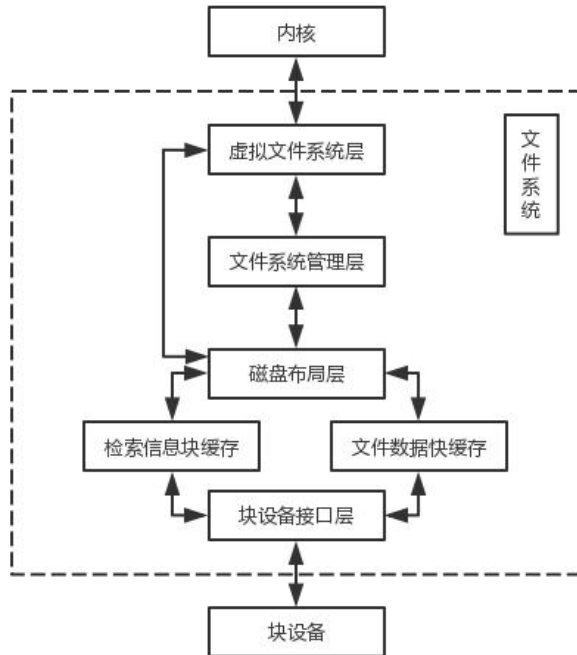 内核
虚拟文件系统层
文件系统
文件系统管理层
磁盘布局层
检索信息块缓存
文件数据快缓存
块设备接口层
块设备